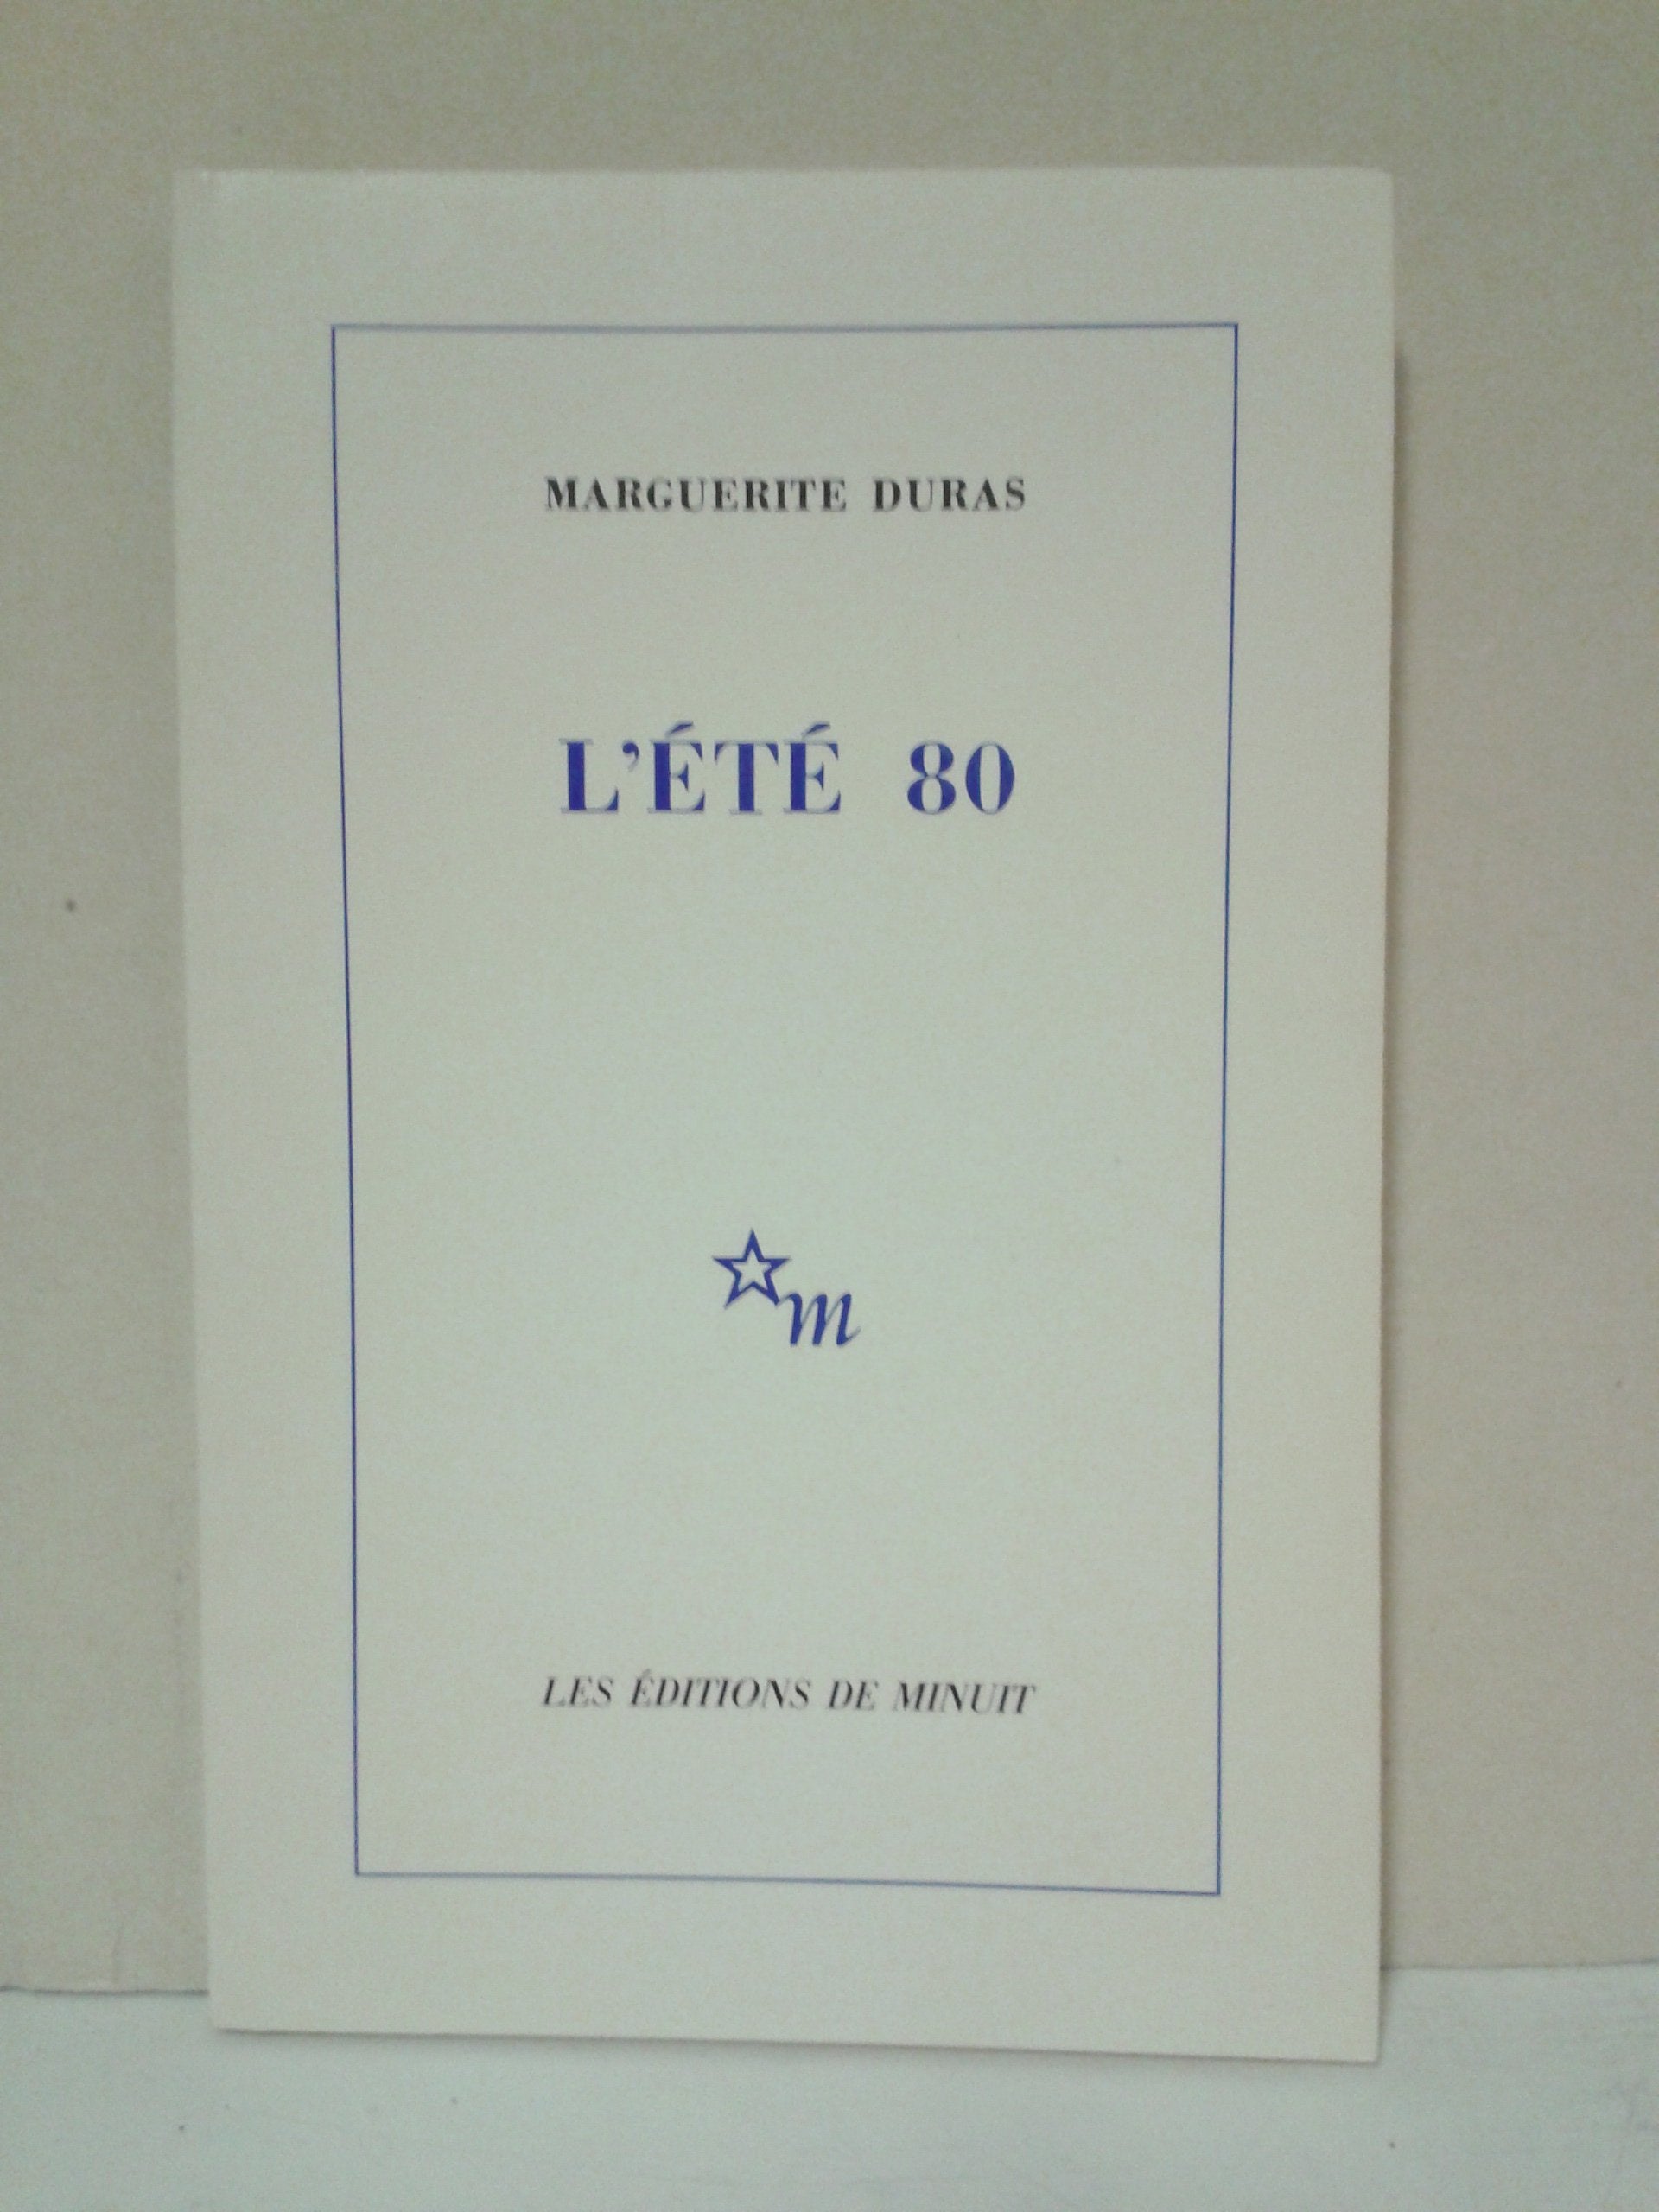 MARGUERITE DURAS
L'ÉTÉ 80
m
LES ÉDITIONS DE MINUIT